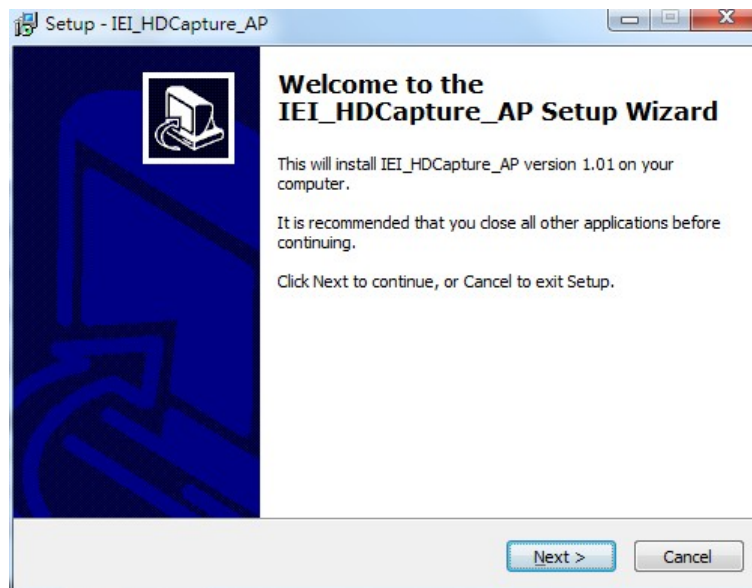 Setup - IEI_HDCapture_AP
Welcome to the
IEI_HDCapture_AP Setup Wizard
This will install IEI_HDCapture_AP version 1.01 on your
computer.
It is recommended that you close all other applications before
continuing.
Click Next to continue, or Cancel to exit Setup.
Next >
Cancel